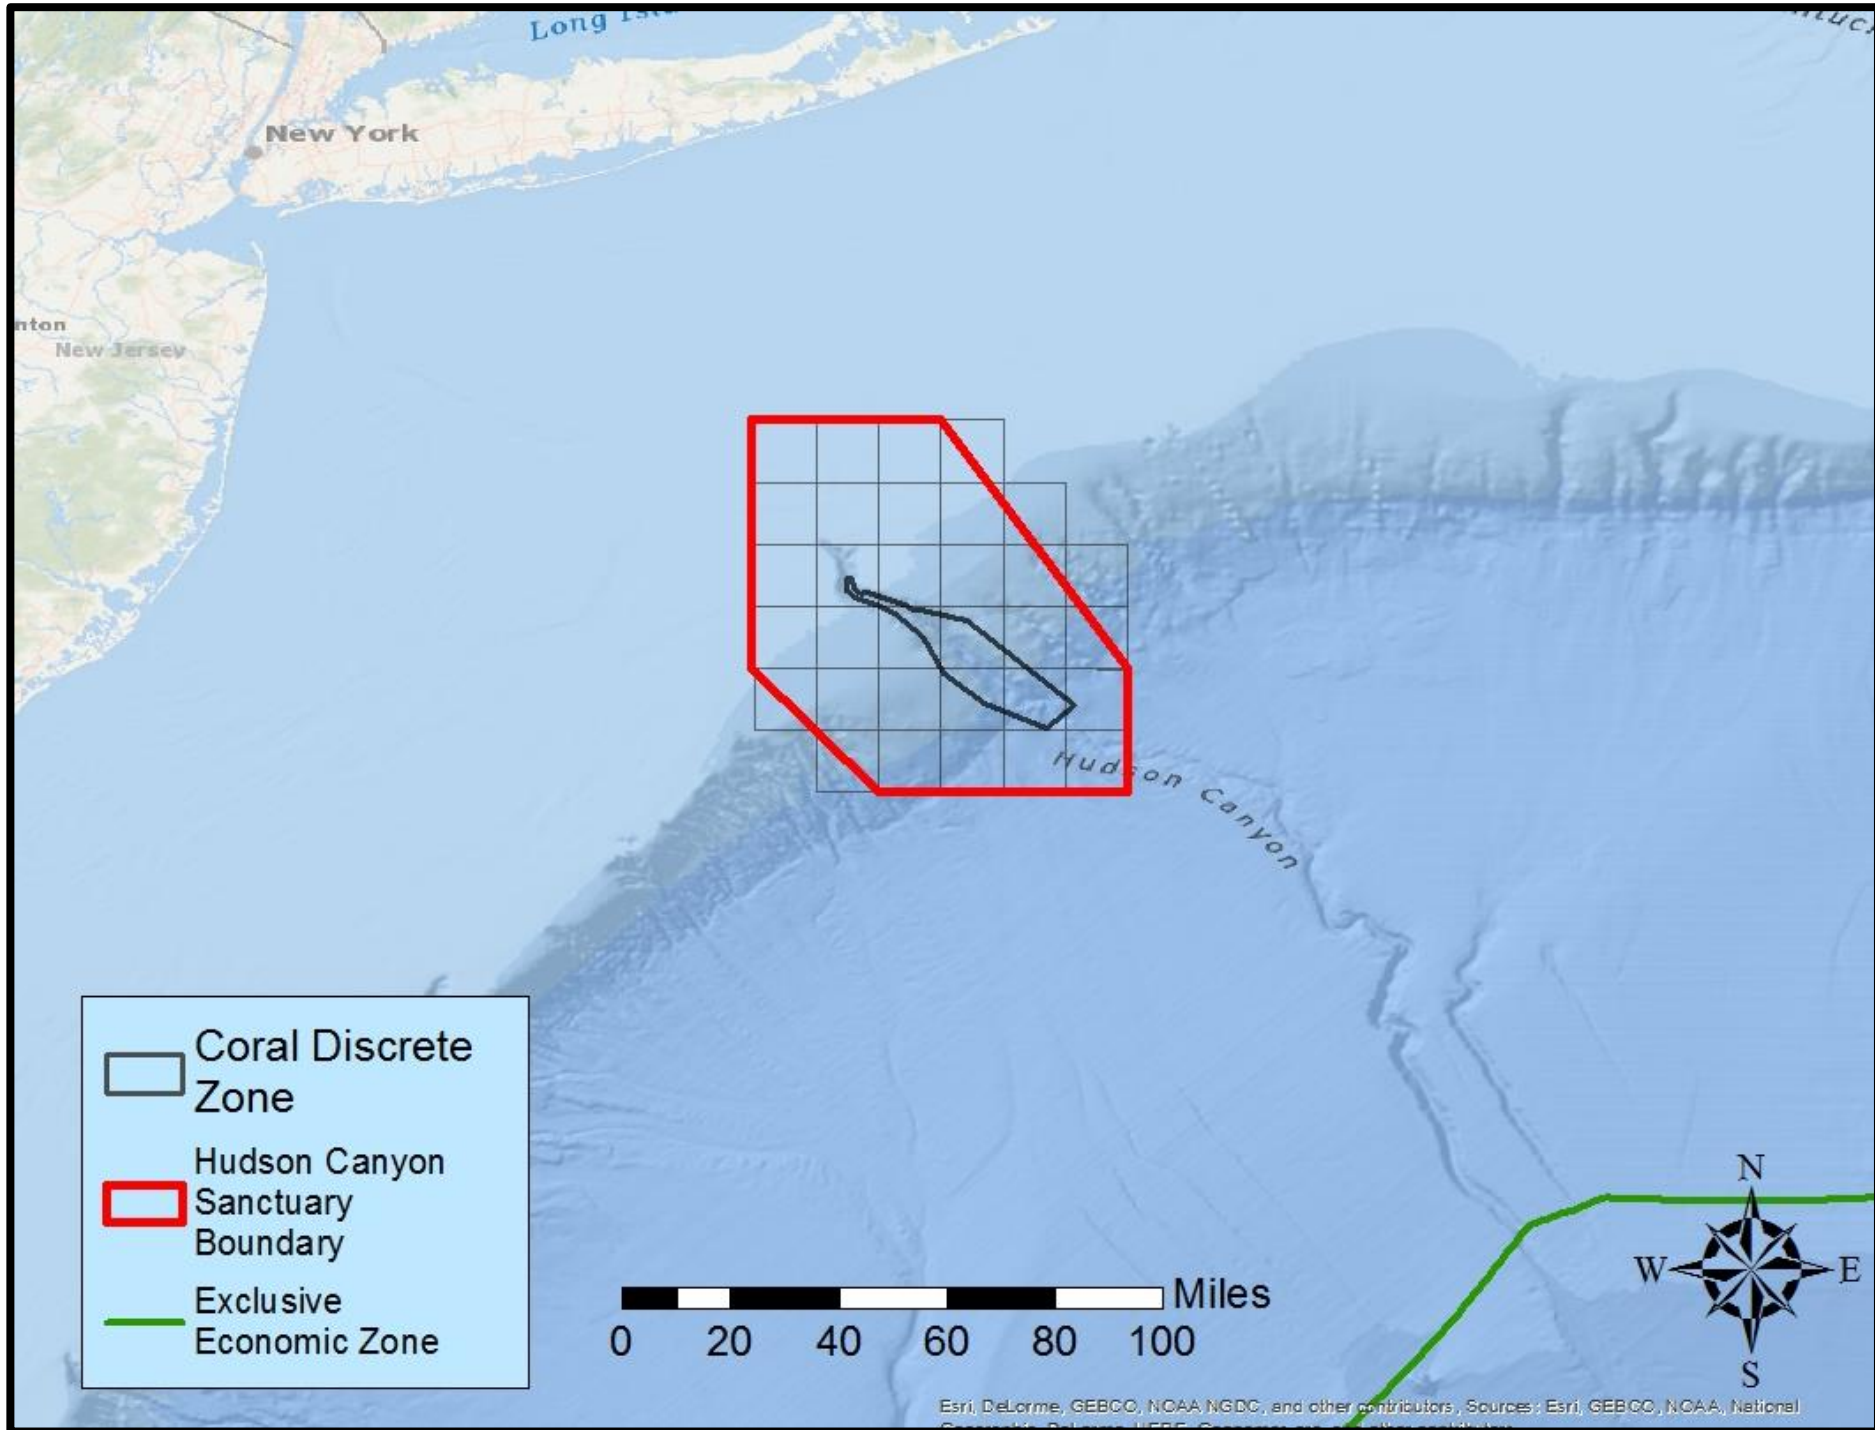 Long Isl
New York
nton
New Jersey
Hudson Canyon
Coral Discrete
Zone
Hudson Canyon
Sanctuary
Boundary
Exclusive
Economic Zone
Miles
0 20 40 60 80 100
N
W E
S
Esri, DeLorme, GEBCO, NOAA NGDC, and other contributors, Sources: Esri, GEBCO, NOAA, National